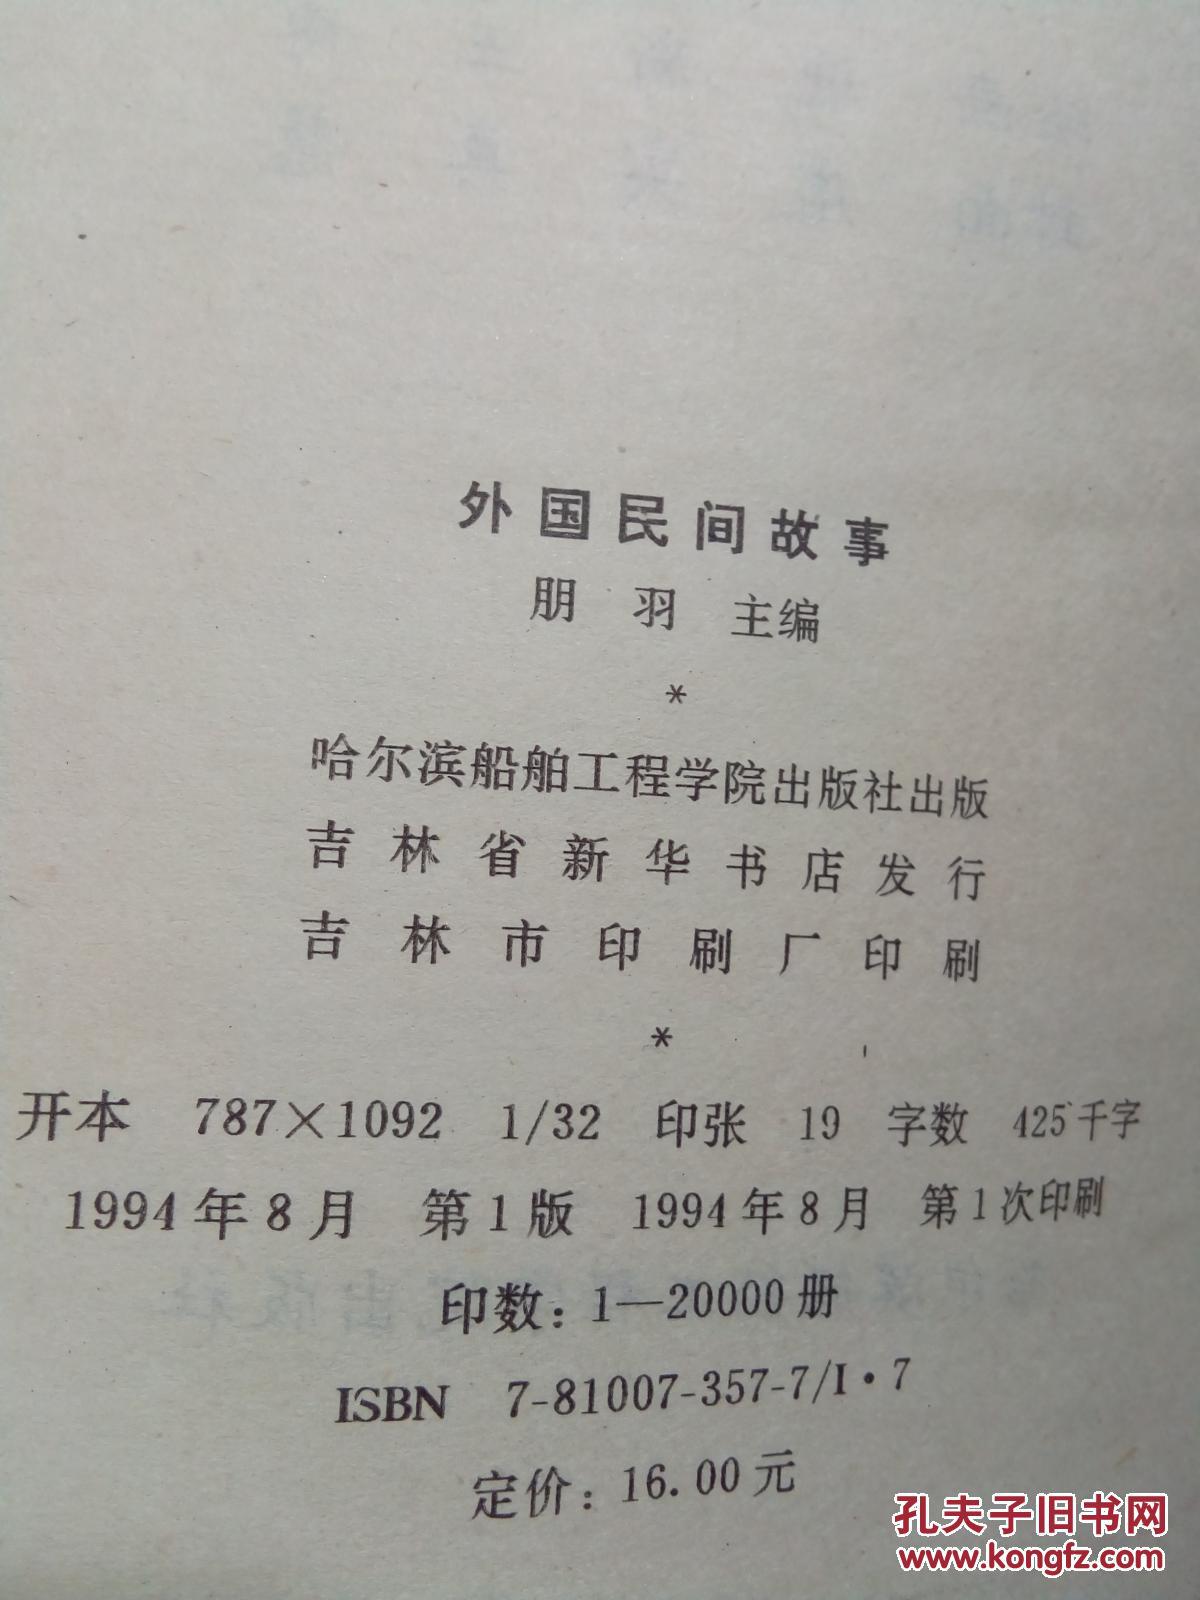 外国民间故事
朋 羽 主编
*
哈尔滨船舶工程学院出版社出版
吉林省新华书店发行
吉林市印刷厂印刷
*
开本 787×1092 1/32 印张 19 字数 425千字
1994年8月 第1版 1994年8月 第1次印刷
印数：1—20000册
ISBN 7-81007-357-7/I·7
定价：16.00元
孔夫子旧书网
www.kongfz.com